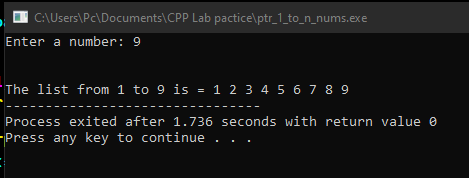 C:\Users\Pc\Documents\CPP Lab pactice\ptr_1_to_n_nums.exe
Enter a number: 9
The list from 1 to 9 is = 1 2 3 4 5 6 7 8 9
--------------------------------
Process exited after 1.736 seconds with return value 0
Press any key to continue . . .